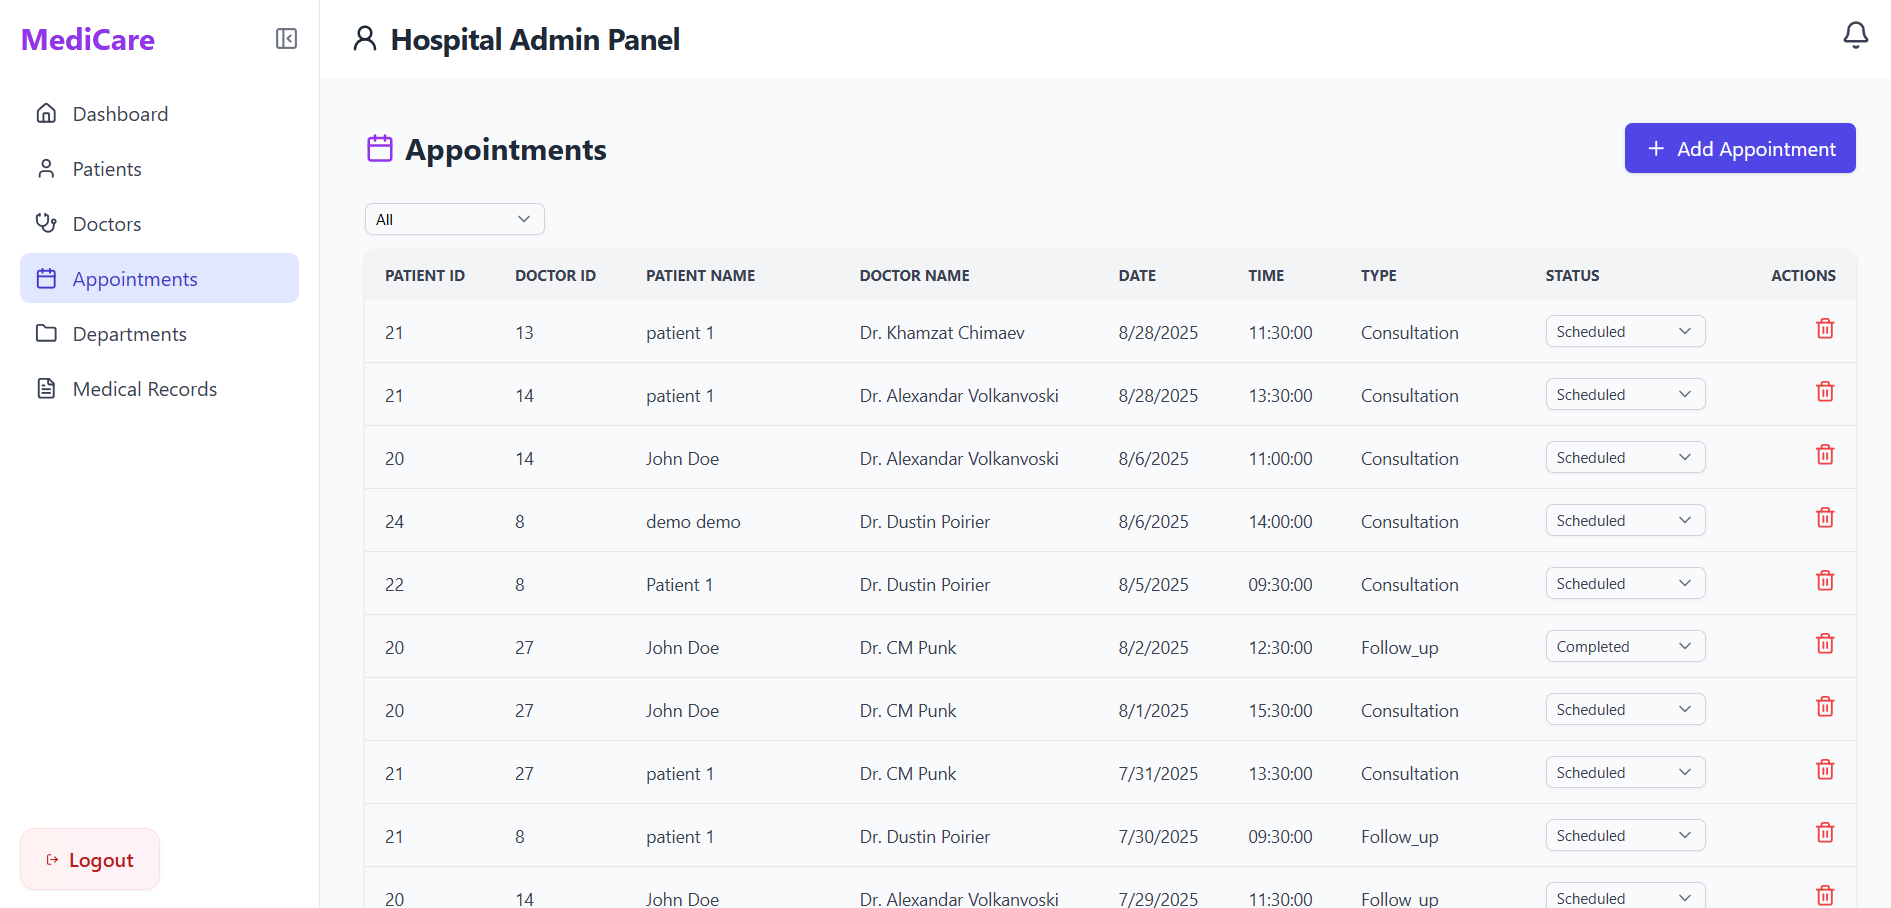 MediCare
Hospital Admin Panel
Dashboard
Patients
Doctors
Appointments
Departments
Medical Records
Logout
Appointments
+ Add Appointment
All
PATIENT ID DOCTOR ID PATIENT NAME DOCTOR NAME DATE TIME TYPE STATUS ACTIONS
21 13 patient 1 Dr. Khamzat Chimaev 8/28/2025 11:30:00 Consultation Scheduled
21 14 patient 1 Dr. Alexandar Volkanvoski 8/28/2025 13:30:00 Consultation Scheduled
20 14 John Doe Dr. Alexandar Volkanvoski 8/6/2025 11:00:00 Consultation Scheduled
24 8 demo demo Dr. Dustin Poirier 8/6/2025 14:00:00 Consultation Scheduled
22 8 Patient 1 Dr. Dustin Poirier 8/5/2025 09:30:00 Consultation Scheduled
20 27 John Doe Dr. CM Punk 8/2/2025 12:30:00 Follow_up Completed
20 27 John Doe Dr. CM Punk 8/1/2025 15:30:00 Consultation Scheduled
21 27 patient 1 Dr. CM Punk 7/31/2025 13:30:00 Consultation Scheduled
21 8 patient 1 Dr. Dustin Poirier 7/30/2025 09:30:00 Follow_up Scheduled
20 14 John Doe Dr. Alexandar Volkanvoski 7/29/2025 11:30:00 Follow_up Scheduled